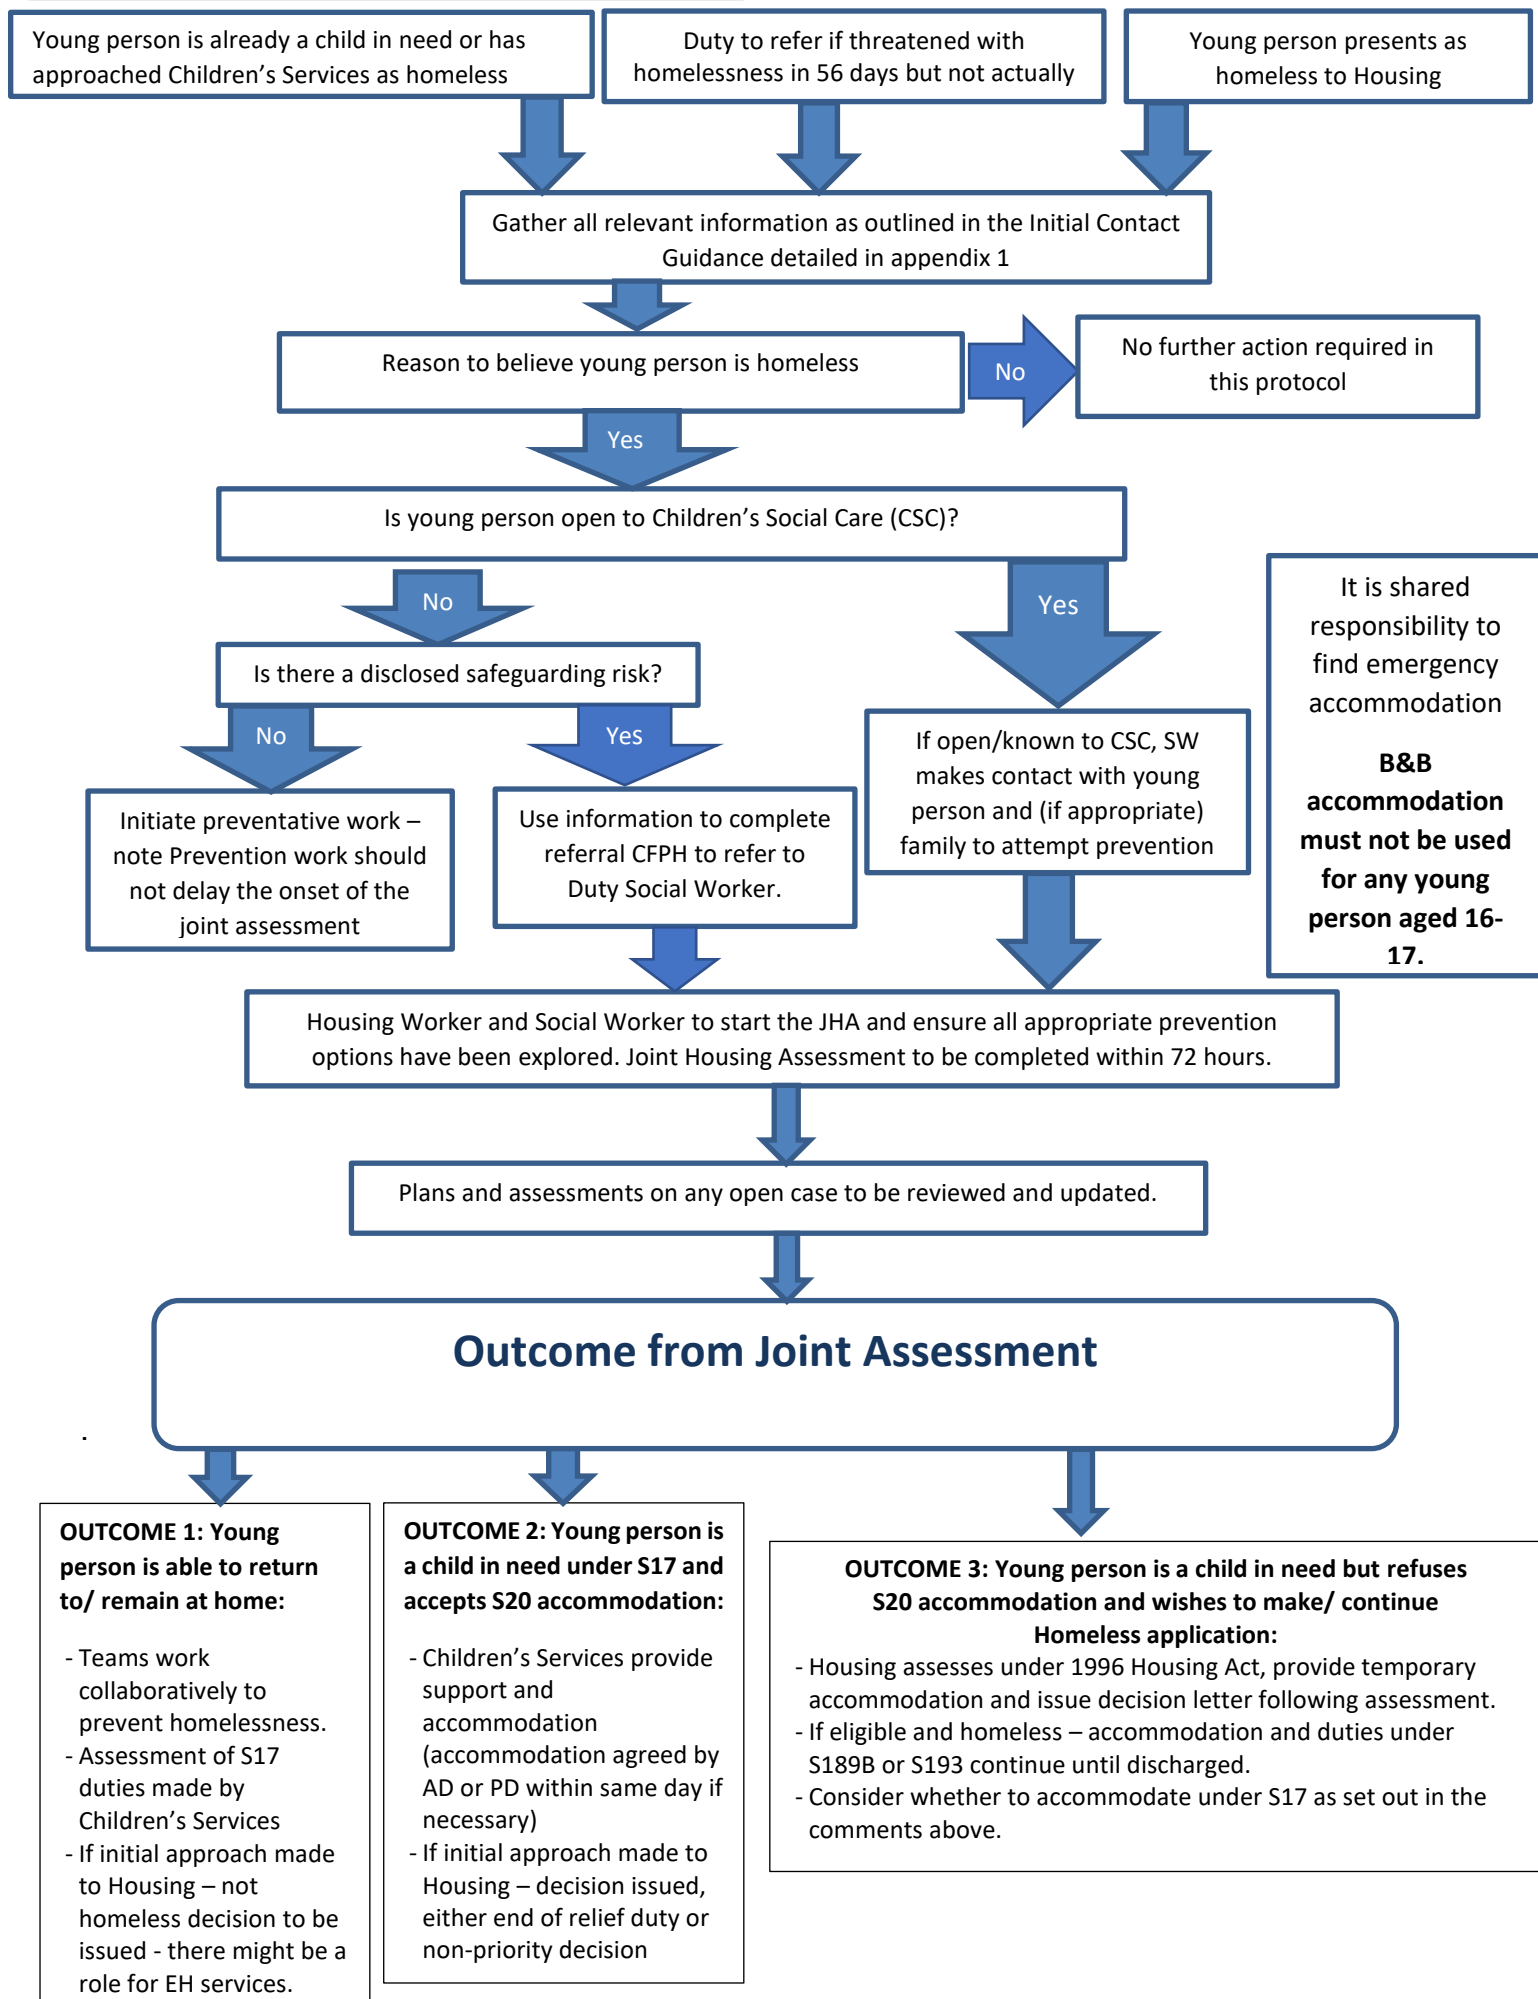 Young person is already a child in need or has
approached Children’s Services as homeless
Duty to refer if threatened with
homelessness in 56 days but not actually
Young person presents as
homeless to Housing
Gather all relevant information as outlined in the Initial Contact
Guidance detailed in appendix 1
Reason to believe young person is homeless
No
No further action required in
this protocol
Yes
Is young person open to Children’s Social Care (CSC)?
No
Yes
It is shared
responsibility to
find emergency
accommodation
B&B
accommodation
must not be used
for any young
person aged 16-
17.
Is there a disclosed safeguarding risk?
No
Yes
If open/known to CSC, SW
makes contact with young
person and (if appropriate)
family to attempt prevention
Initiate preventative work –
note Prevention work should
not delay the onset of the
joint assessment
Use information to complete
referral CFPH to refer to
Duty Social Worker.
Housing Worker and Social Worker to start the JHA and ensure all appropriate prevention
options have been explored. Joint Housing Assessment to be completed within 72 hours.
Plans and assessments on any open case to be reviewed and updated.
Outcome from Joint Assessment
.
OUTCOME 1: Young
person is able to return
to/ remain at home:
- Teams work
collaboratively to
prevent homelessness.
- Assessment of S17
duties made by
Children’s Services
- If initial approach made
to Housing – not
homeless decision to be
issued - there might be a
role for EH services.
OUTCOME 2: Young person is
a child in need under S17 and
accepts S20 accommodation:
- Children’s Services provide
support and
accommodation
(accommodation agreed by
AD or PD within same day if
necessary)
- If initial approach made to
Housing – decision issued,
either end of relief duty or
non-priority decision
OUTCOME 3: Young person is a child in need but refuses
S20 accommodation and wishes to make/ continue
Homeless application:
- Housing assesses under 1996 Housing Act, provide temporary
accommodation and issue decision letter following assessment.
- If eligible and homeless – accommodation and duties under
S189B or S193 continue until discharged.
- Consider whether to accommodate under S17 as set out in the
comments above.